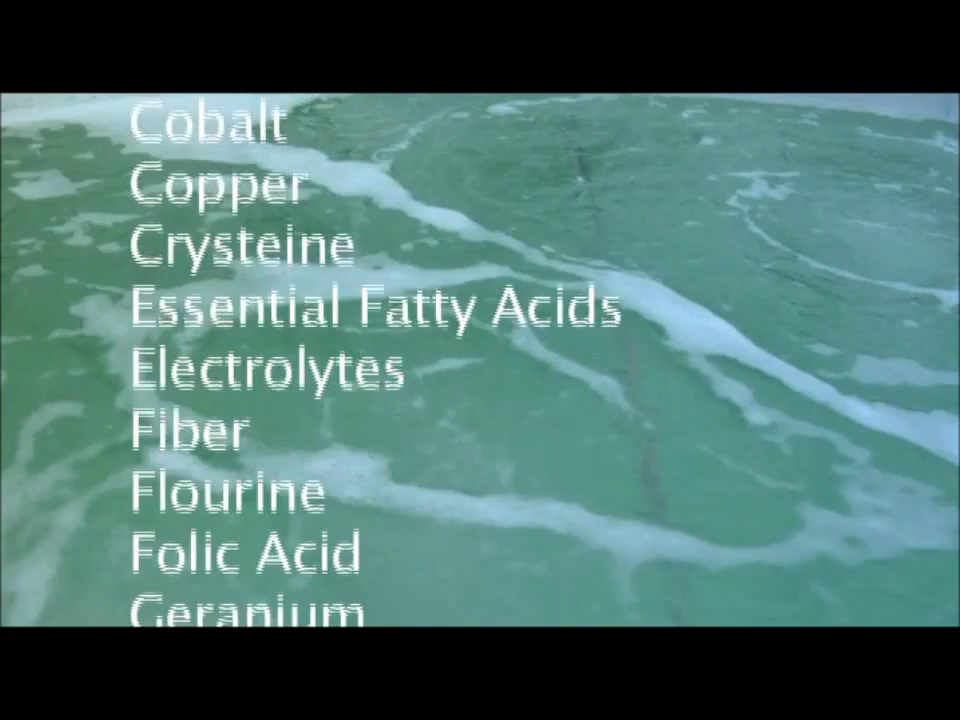 Cobalt
Copper
Crysteine
Essential Fatty Acids
Electrolytes
Fiber
Flourine
Folic Acid
Geranium